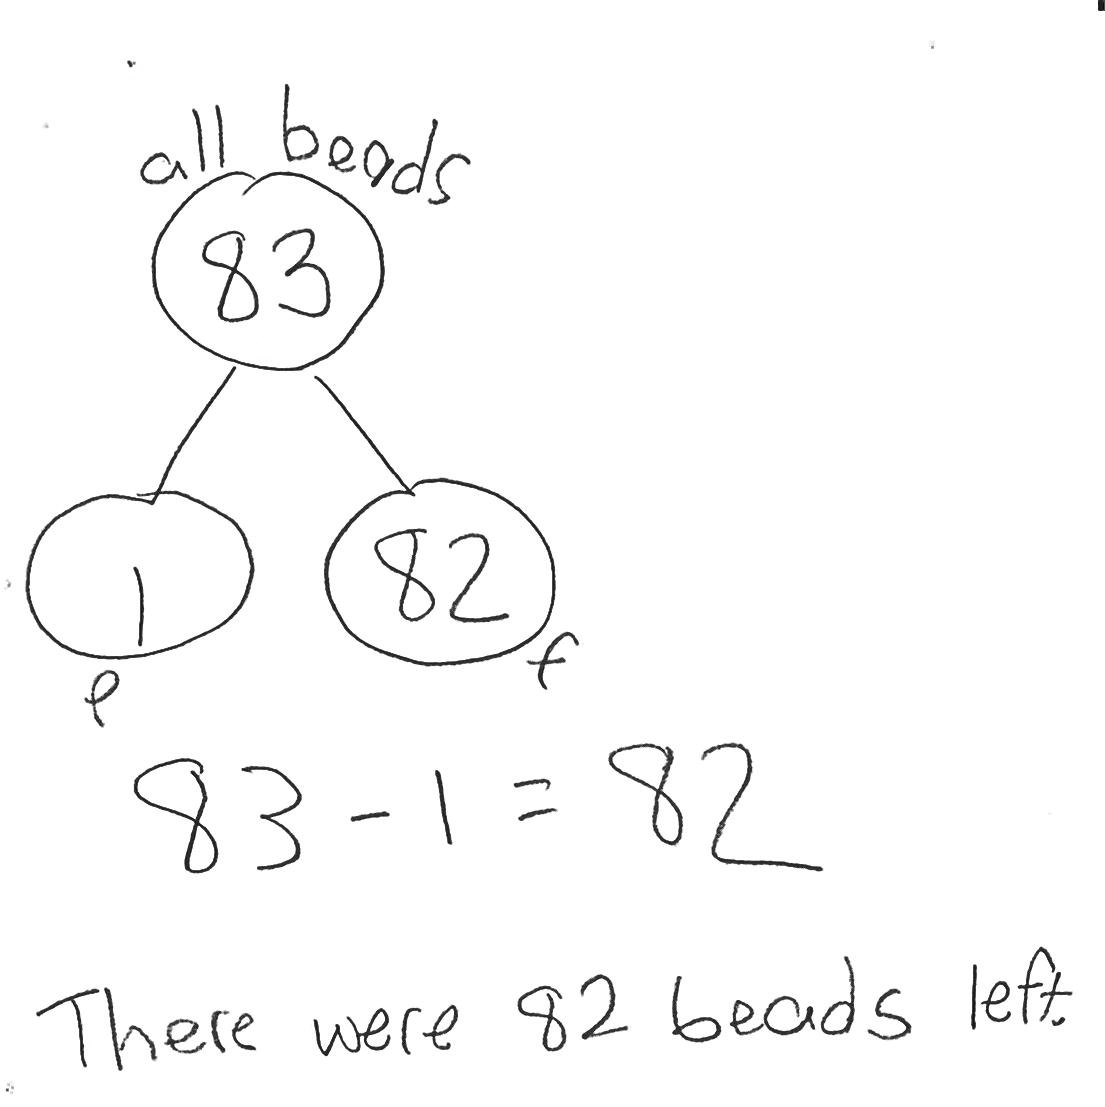 all beads
83
1 82
p f
83 - 1 = 82
There were 82 beads left.